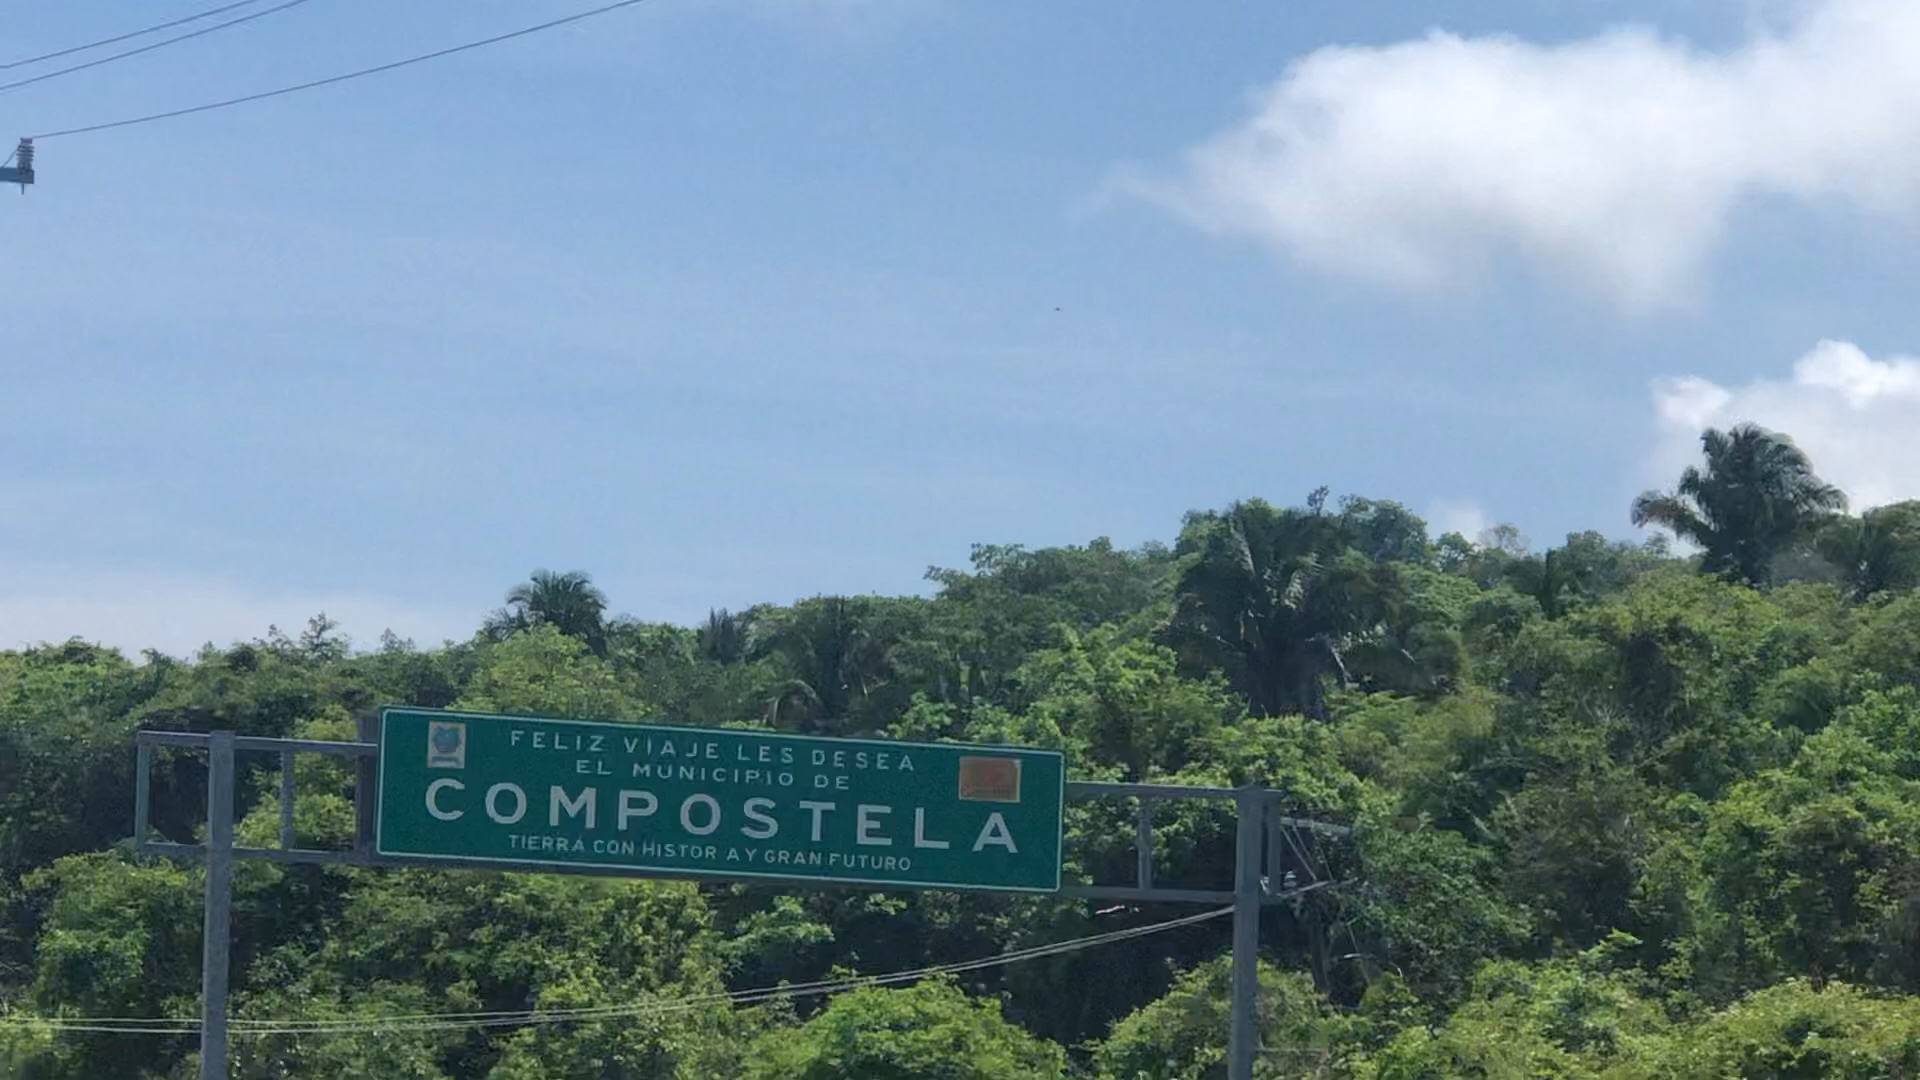 FELIZ VIAJE LES DESEA
EL MUNICIPIO DE
COMPOSTELA
TIERRA CON HISTOR A Y GRAN FUTURO